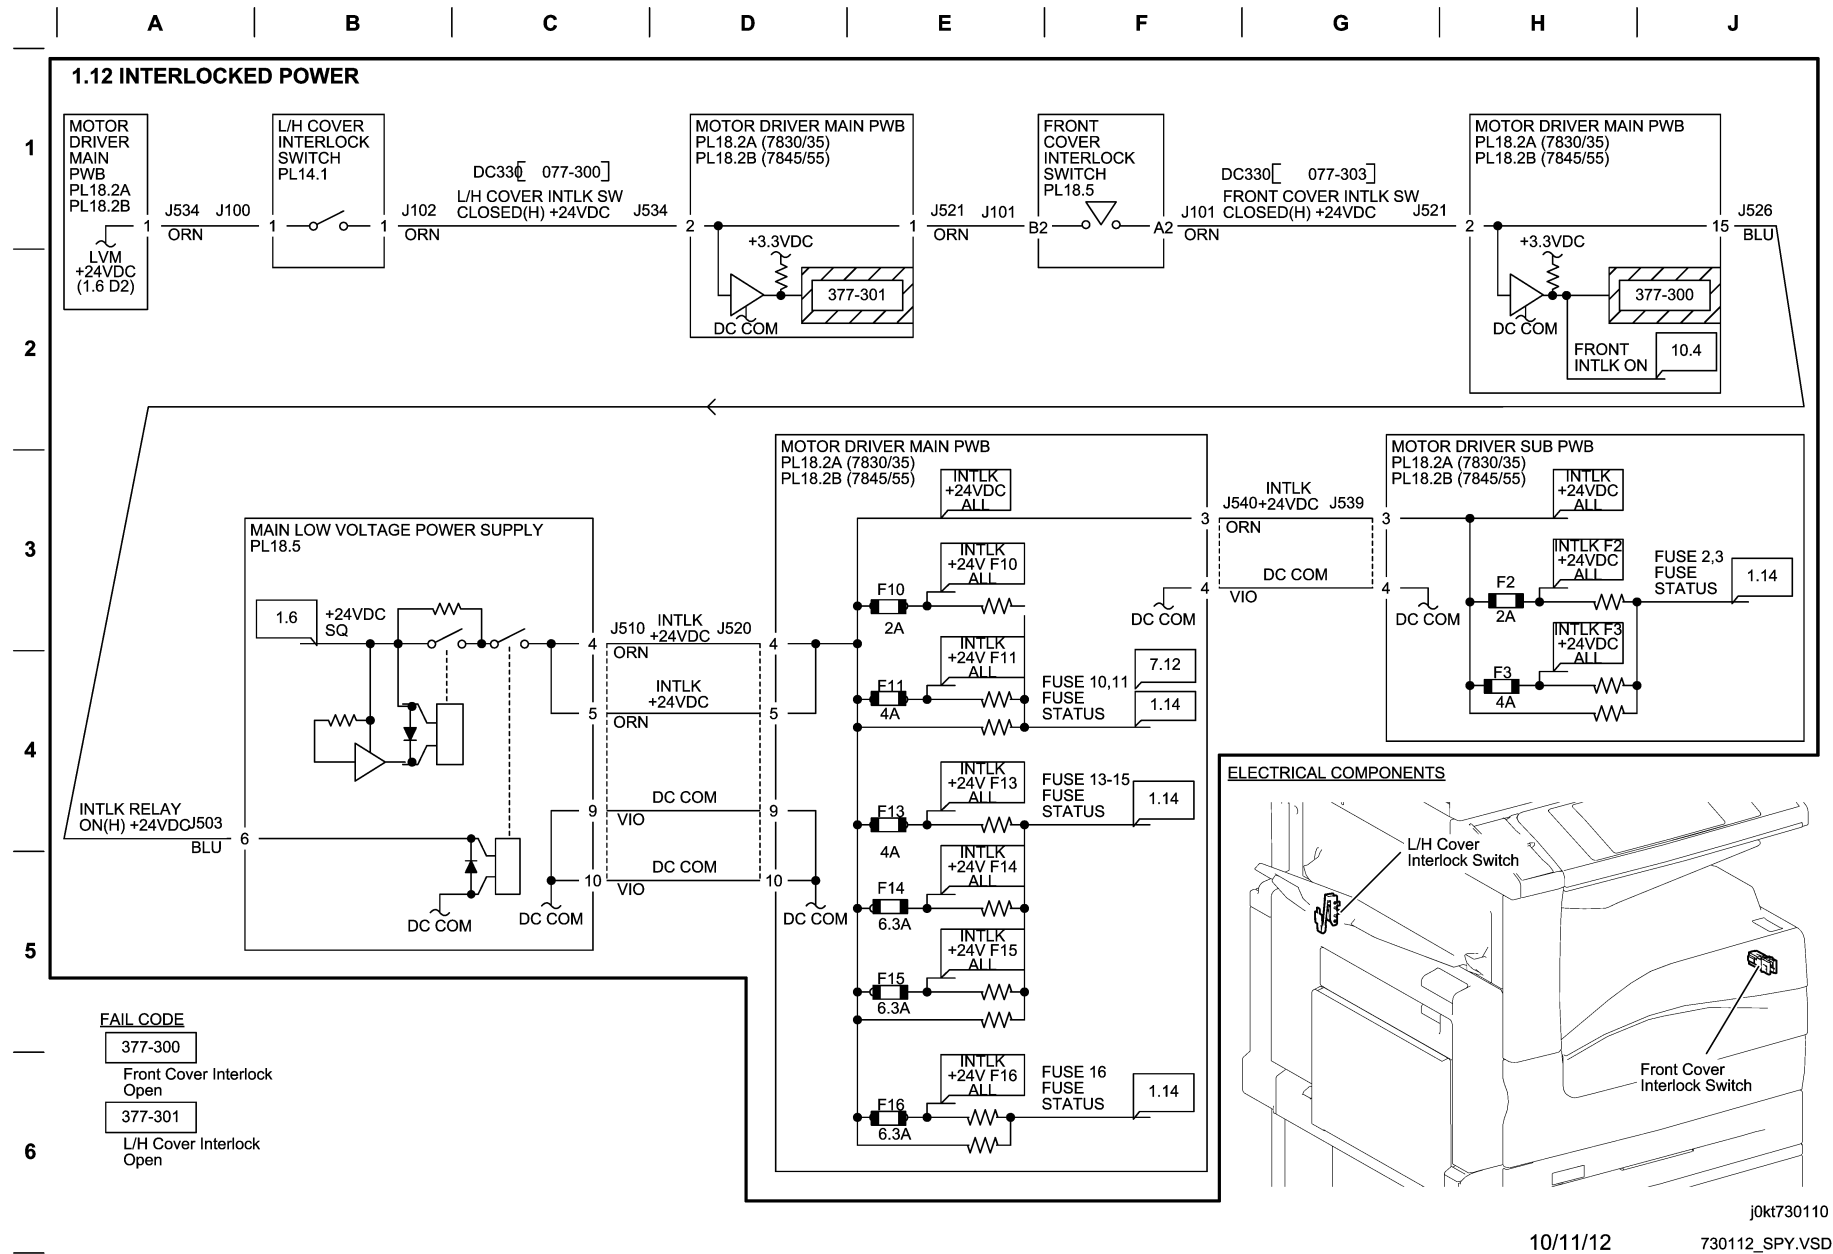 A B C D E F G H J
1.12 INTERLOCKED POWER
1
2
3
4
5
6
MOTOR
DRIVER
MAIN
PWB
PL18.2A
PL18.2B
1
LVM
+24VDC
(1.6 D2)
J534 J100
ORN
L/H COVER
INTERLOCK
SWITCH
PL14.1
1 1
J102
ORN
DC330[ 077-300]
L/H COVER INTLK SW
CLOSED(H) +24VDC
J534
MOTOR DRIVER MAIN PWB
PL18.2A (7830/35)
PL18.2B (7845/55)
2 1
+3.3VDC
377-301
DC COM
J521 J101
ORN
FRONT
COVER
INTERLOCK
SWITCH
PL18.5
B2 A2
J101
ORN
DC330[ 077-303]
FRONT COVER INTLK SW
CLOSED(H) +24VDC
J521
MOTOR DRIVER MAIN PWB
PL18.2A (7830/35)
PL18.2B (7845/55)
2 15
+3.3VDC
377-300
DC COM
FRONT
INTLK ON
10.4
J526
BLU
INTLK RELAY
ON(H) +24VDC
J503
BLU
MAIN LOW VOLTAGE POWER SUPPLY
PL18.5
1.6
+24VDC
SQ
6
DC COM
DC COM
4
5
9
10
J510
INTLK
+24VDC
J520
ORN
INTLK
+24VDC
ORN
DC COM
VIO
DC COM
VIO
MOTOR DRIVER MAIN PWB
PL18.2A (7830/35)
PL18.2B (7845/55)
4
5
9
10
DC COM
INTLK
+24VDC
ALL
INTLK
+24V F10
ALL
F10
2A
INTLK
+24V F11
ALL
F11
4A
FUSE 10,11
FUSE
STATUS
7.12
1.14
INTLK
+24V F13
ALL
F13
4A
FUSE 13-15
FUSE
STATUS
1.14
INTLK
+24V F14
ALL
F14
6.3A
INTLK
+24V F15
ALL
F15
6.3A
INTLK
+24V F16
ALL
F16
6.3A
FUSE 16
FUSE
STATUS
1.14
3
4
DC COM
INTLK
J540 +24VDC J539
ORN
DC COM
VIO
MOTOR DRIVER SUB PWB
PL18.2A (7830/35)
PL18.2B (7845/55)
3
4
DC COM
INTLK
+24VDC
ALL
INTLK F2
+24VDC
ALL
F2
2A
INTLK F3
+24VDC
ALL
F3
4A
FUSE 2,3
FUSE
STATUS
1.14
ELECTRICAL COMPONENTS
L/H Cover
Interlock Switch
Front Cover
Interlock Switch
FAIL CODE
377-300
Front Cover Interlock
Open
377-301
L/H Cover Interlock
Open
j0kt730110
10/11/12
730112_SPY.VSD